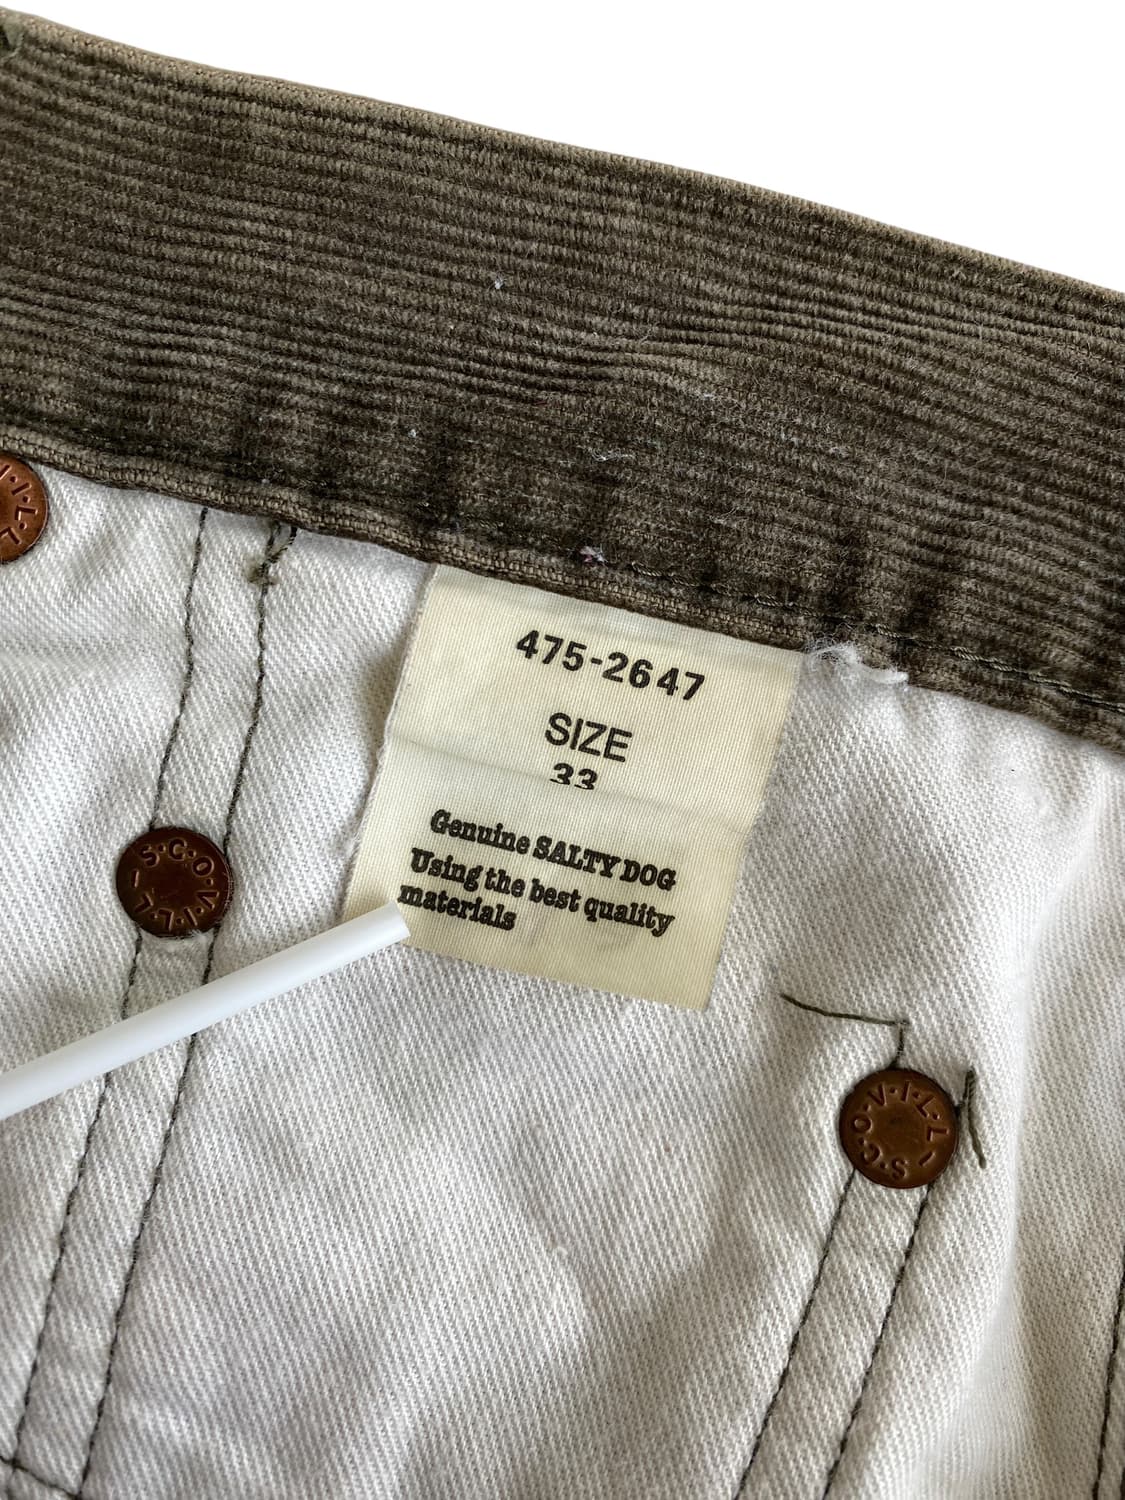 475-2647
SIZE
33
Genuine SALTY DOG
Using the best quality
materials
S·C·O·V·I·L·L
S·C·O·V·I·L·L
I·L·L